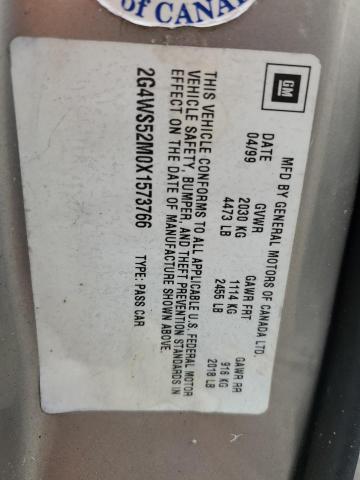 of CANA
GM
MFD BY GENERAL MOTORS OF CANADA LTD.
DATE GVWR GAWR FRT GAWR RR
04/99 2030 KG 1114 KG 916 KG
4473 LB 2455 LB 2018 LB
THIS VEHICLE CONFORMS TO ALL APPLICABLE U.S. FEDERAL MOTOR
VEHICLE SAFETY, BUMPER, AND THEFT PREVENTION STANDARDS IN
EFFECT ON THE DATE OF MANUFACTURE SHOWN ABOVE.
2G4WS52M0X1573766 TYPE: PASS CAR